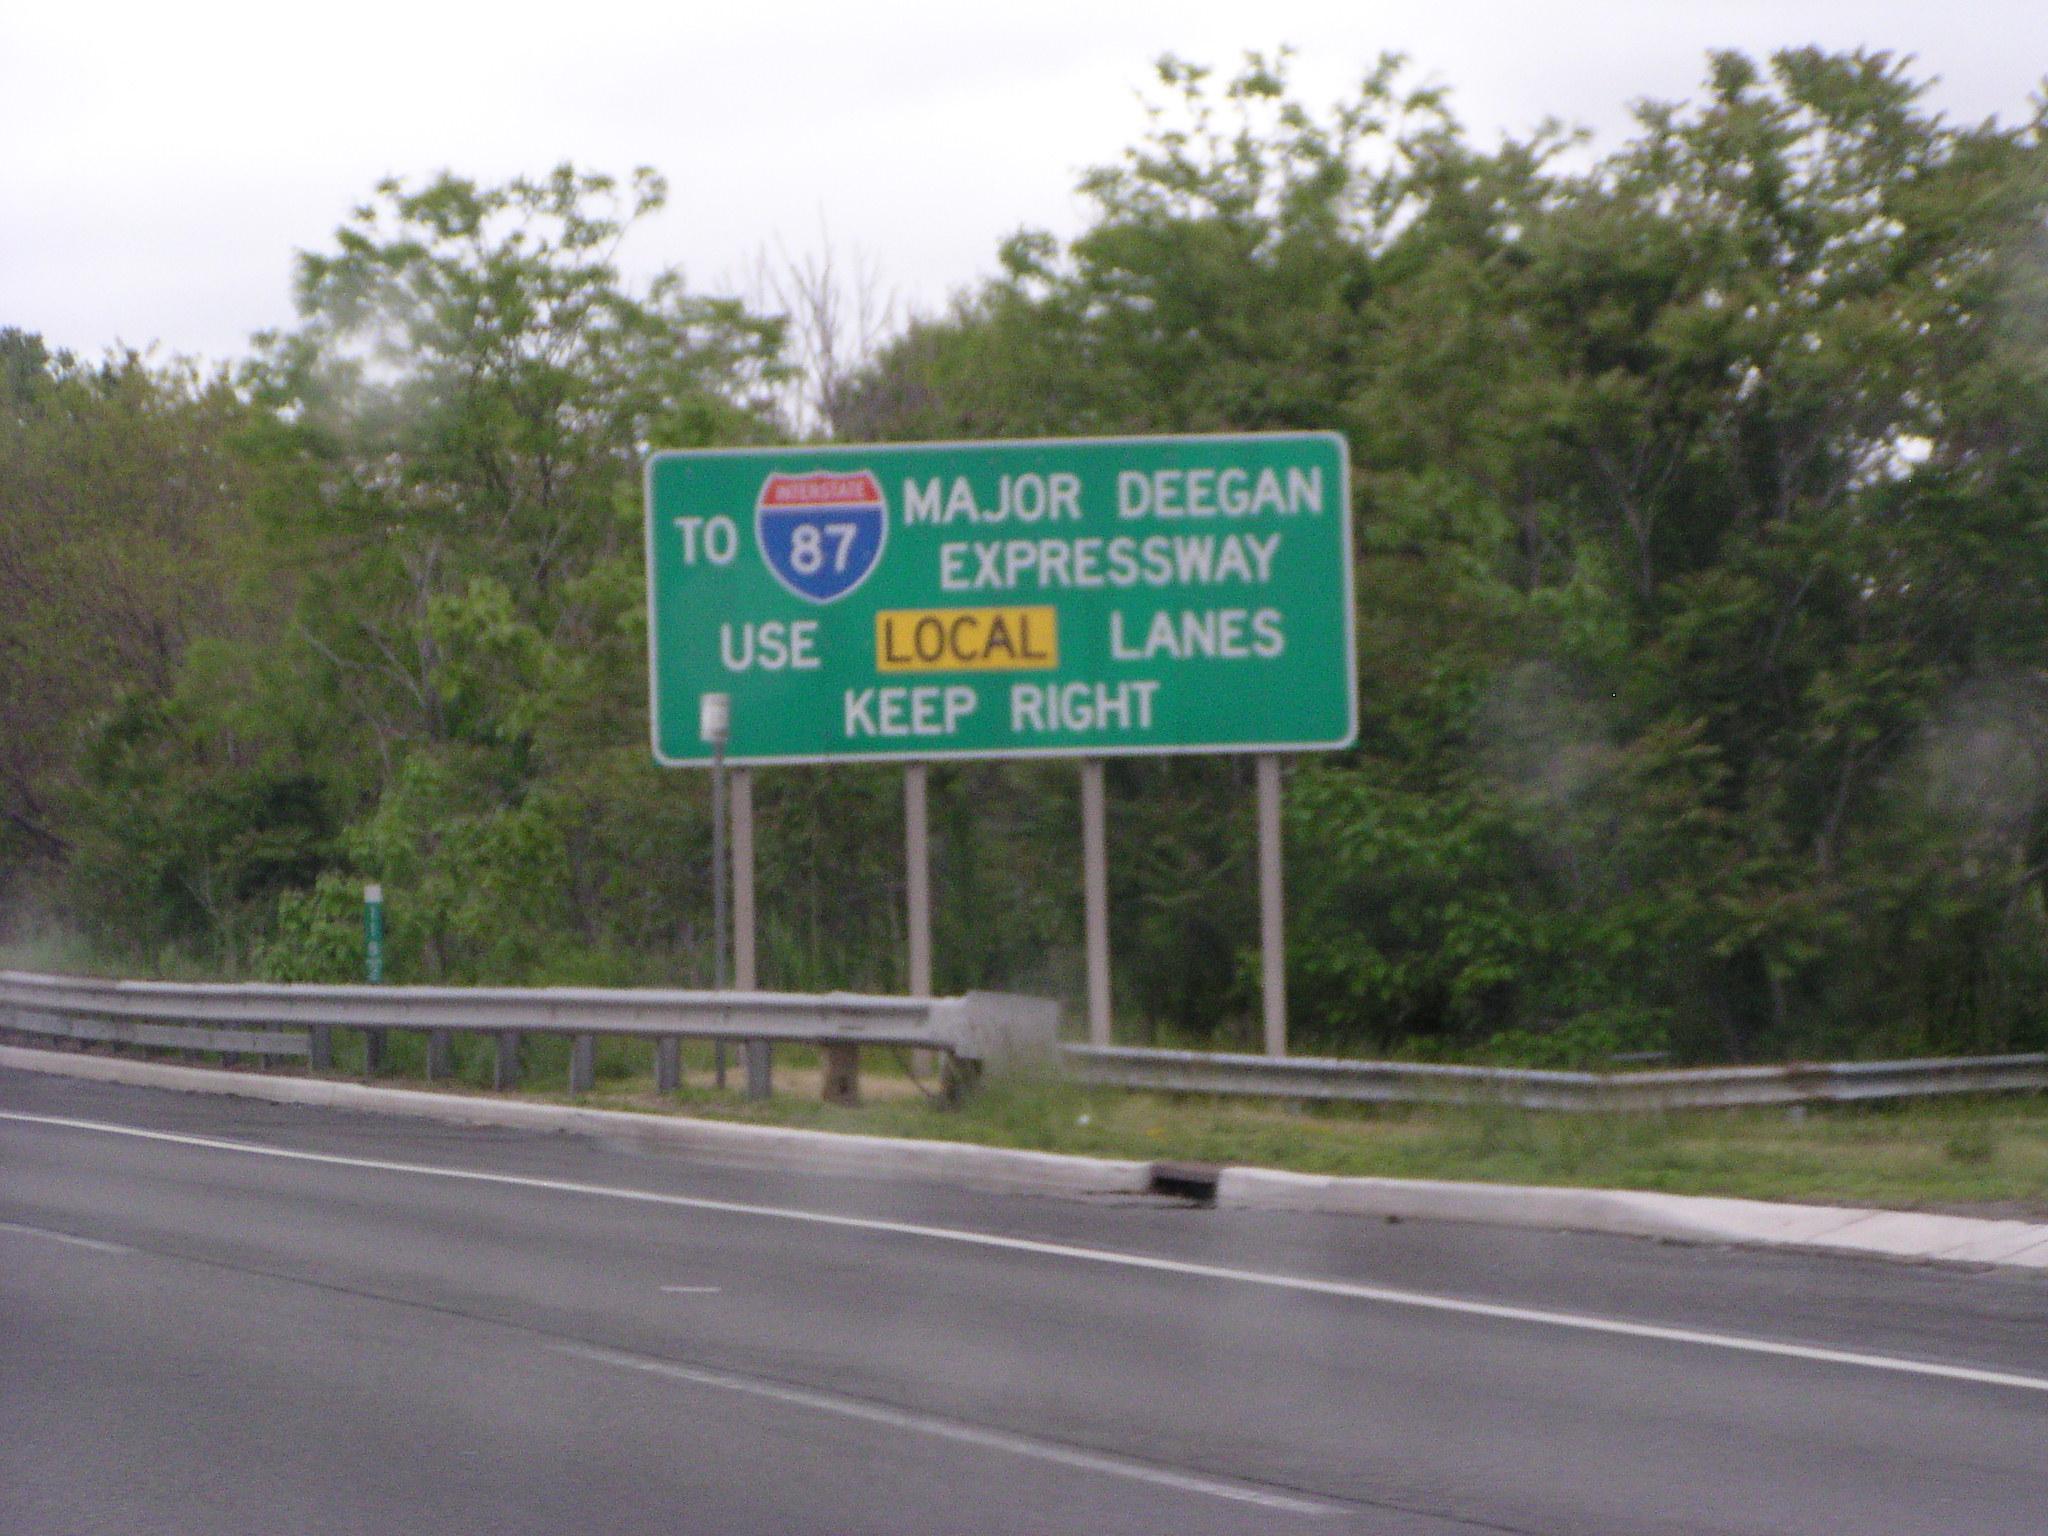 TO INTERSTATE 87 MAJOR DEEGAN
EXPRESSWAY
USE LOCAL LANES
KEEP RIGHT